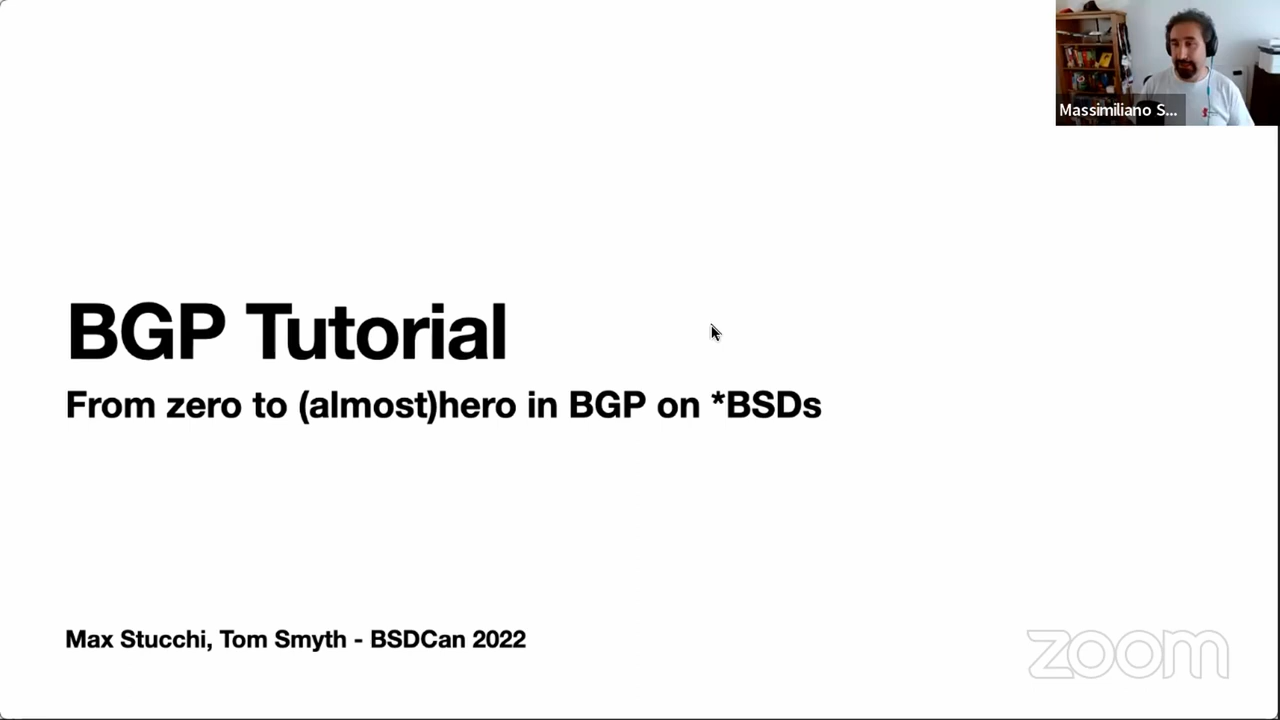 Massimiliano S...
BGP Tutorial
From zero to (almost)hero in BGP on *BSDs
Max Stucchi, Tom Smyth - BSDCan 2022
zoom